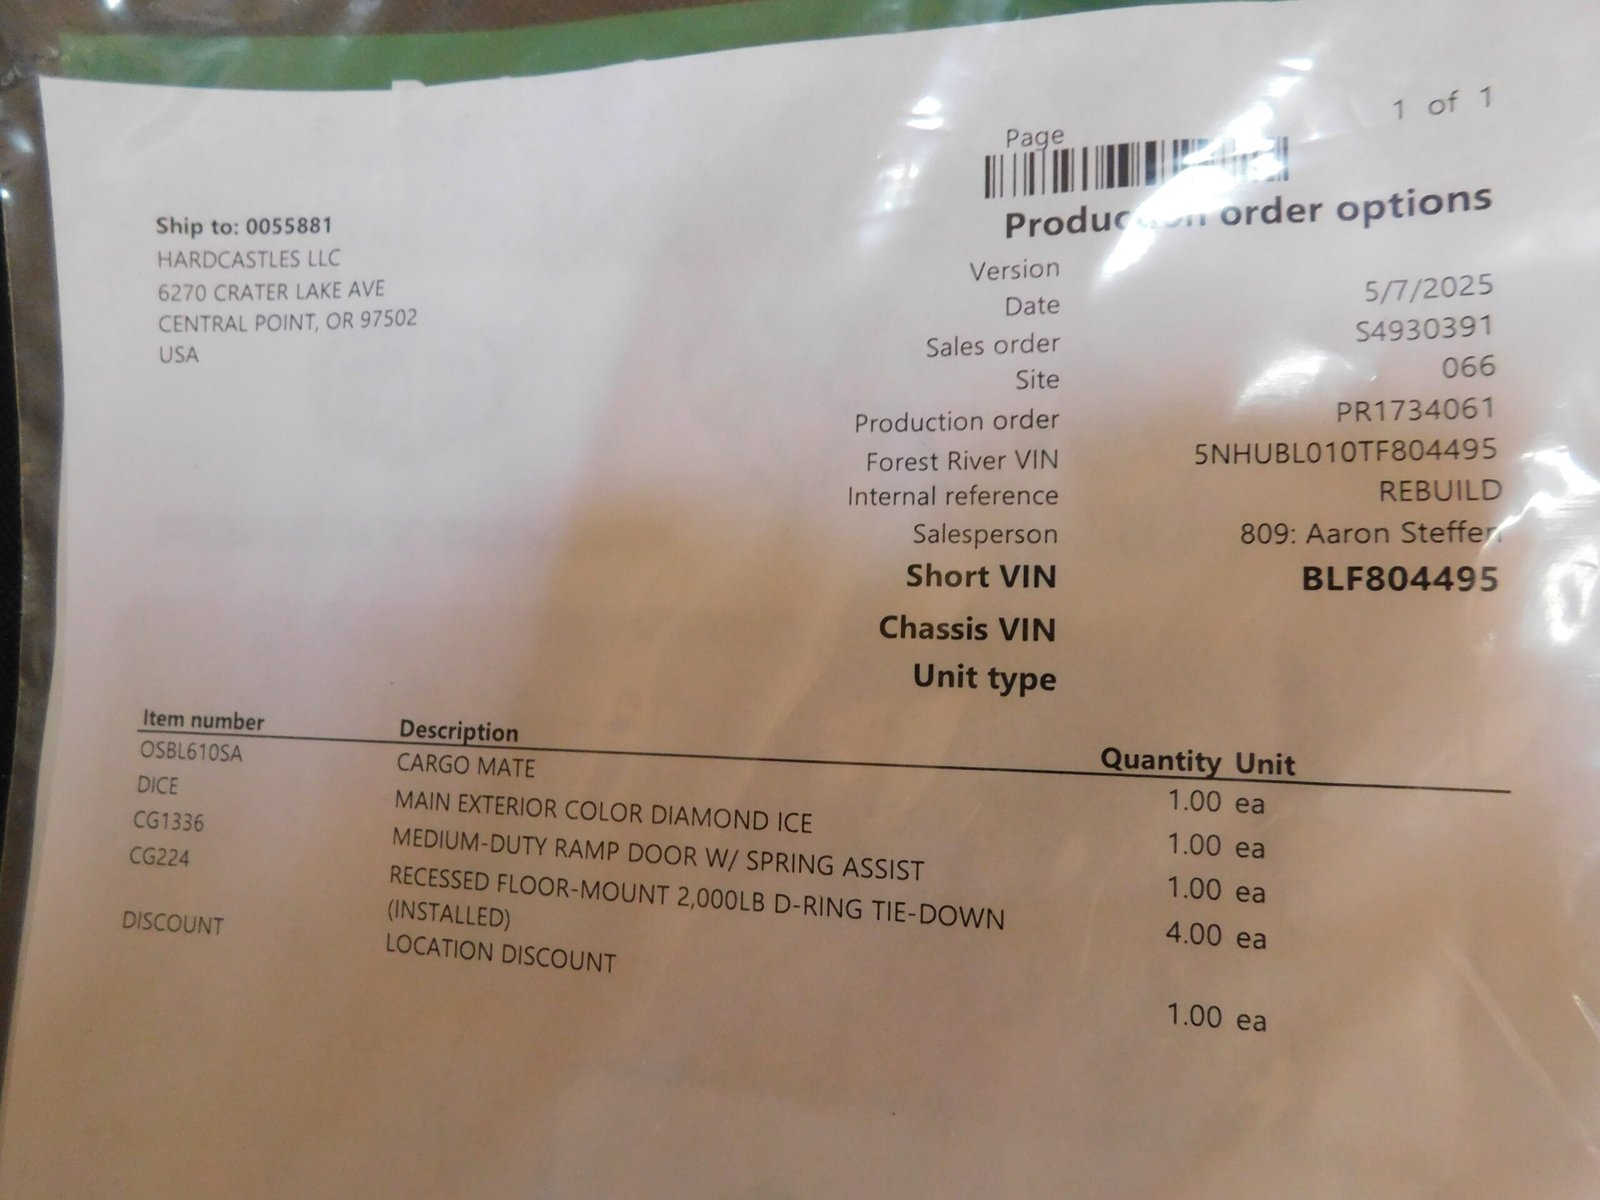 1 of 1
Page
Production order options
Ship to: 0055881
HARDCASTLES LLC
6270 CRATER LAKE AVE
CENTRAL POINT, OR 97502
USA
Version
Date 5/7/2025
Sales order S4930391
Site 066
Production order PR1734061
Forest River VIN 5NHUBL010TF804495
Internal reference REBUILD
Salesperson 809: Aaron Steffen
Short VIN BLF804495
Chassis VIN
Unit type
Item number Description Quantity Unit
OSBL610SA CARGO MATE 1.00 ea
DICE MAIN EXTERIOR COLOR DIAMOND ICE 1.00 ea
CG1336 MEDIUM-DUTY RAMP DOOR W/ SPRING ASSIST 1.00 ea
CG224 RECESSED FLOOR-MOUNT 2,000LB D-RING TIE-DOWN 4.00 ea
(INSTALLED)
DISCOUNT LOCATION DISCOUNT 1.00 ea